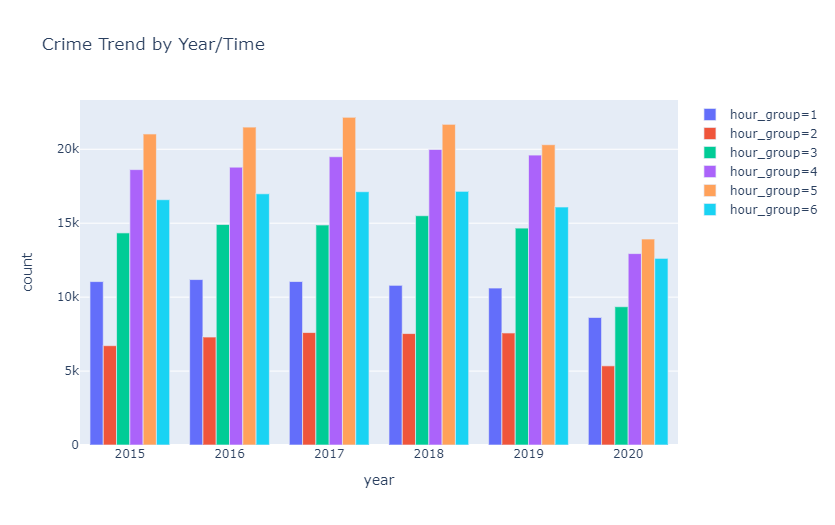 Crime Trend by Year/Time
hour_group=1
hour_group=2
hour_group=3
hour_group=4
hour_group=5
hour_group=6
20k
15k
10k
5k
0
count
2015
2016
2017
2018
2019
2020
year